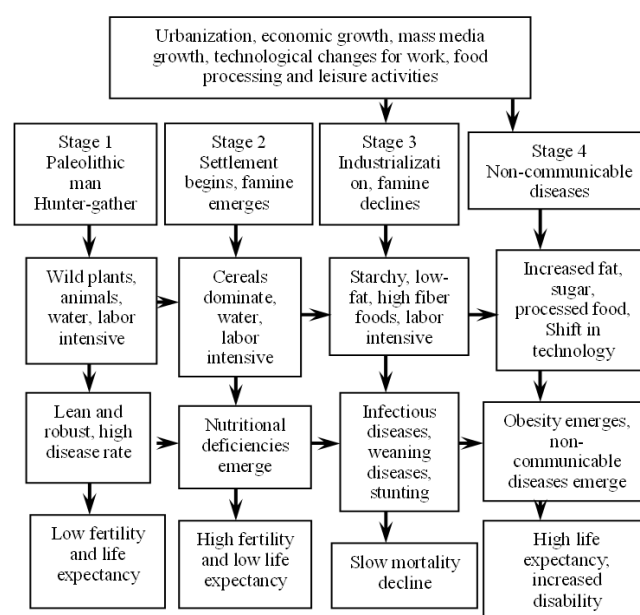 Urbanization, economic growth, mass media
growth, technological changes for work, food
processing and leisure activities
Stage 1
Paleolithic
man
Hunter-gather
Stage 2
Settlement
begins, famine
emerges
Stage 3
Industrializati
on, famine
declines
Stage 4
Non-communicable
diseases
Wild plants,
animals,
water, labor
intensive
Cereals
dominate,
water,
labor
intensive
Starchy, low-
fat, high fiber
foods, labor
intensive
Increased fat,
sugar,
processed food,
Shift in
technology
Lean and
robust, high
disease rate
Nutritional
deficiencies
emerge
Infectious
diseases,
weaning
diseases,
stunting
Obesity emerges,
non-
communicable
diseases emerge
Low fertility
and life
expectancy
High fertility
and low life
expectancy
Slow mortality
decline
High life
expectancy;
increased
disability